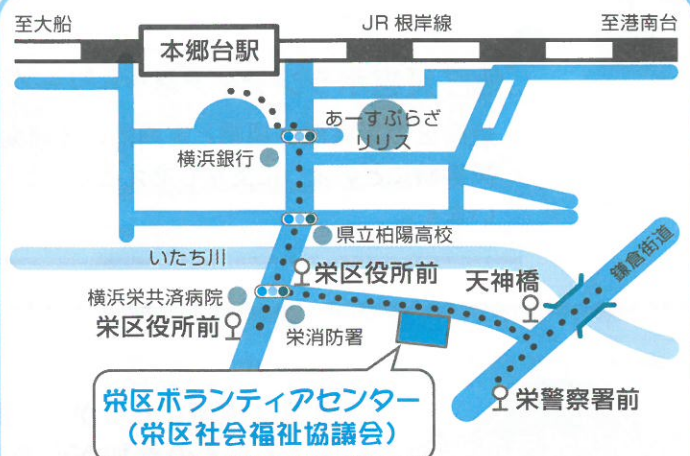 至大船
JR 根岸線
至港南台
本郷台駅
あーすぷらざ
リリス
横浜銀行
県立柏陽高校
いたち川
鎌倉街道
栄区役所前
天神橋
横浜栄共済病院
栄区役所前
栄消防署
栄警察署前
栄区ボランティアセンター
(栄区社会福祉協議会)